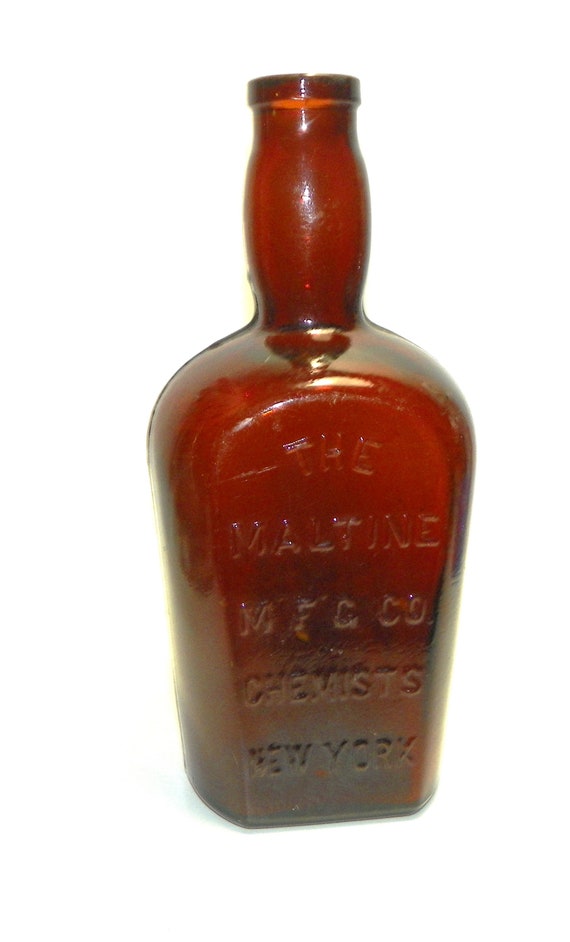 THE
MALTINE
M'F'G CO
CHEMISTS
NEW YORK